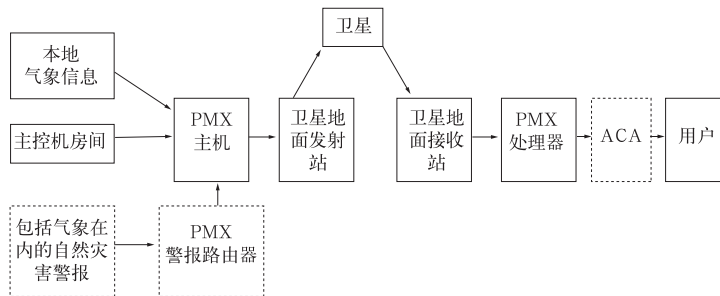 卫星
本地
气象信息
主控机房间
PMX
主机
卫星地
面发射
站
卫星地
面接收
站
PMX
处理器
ACA
用户
包括气象在
内的自然灾
害警报
PMX
警报路由器